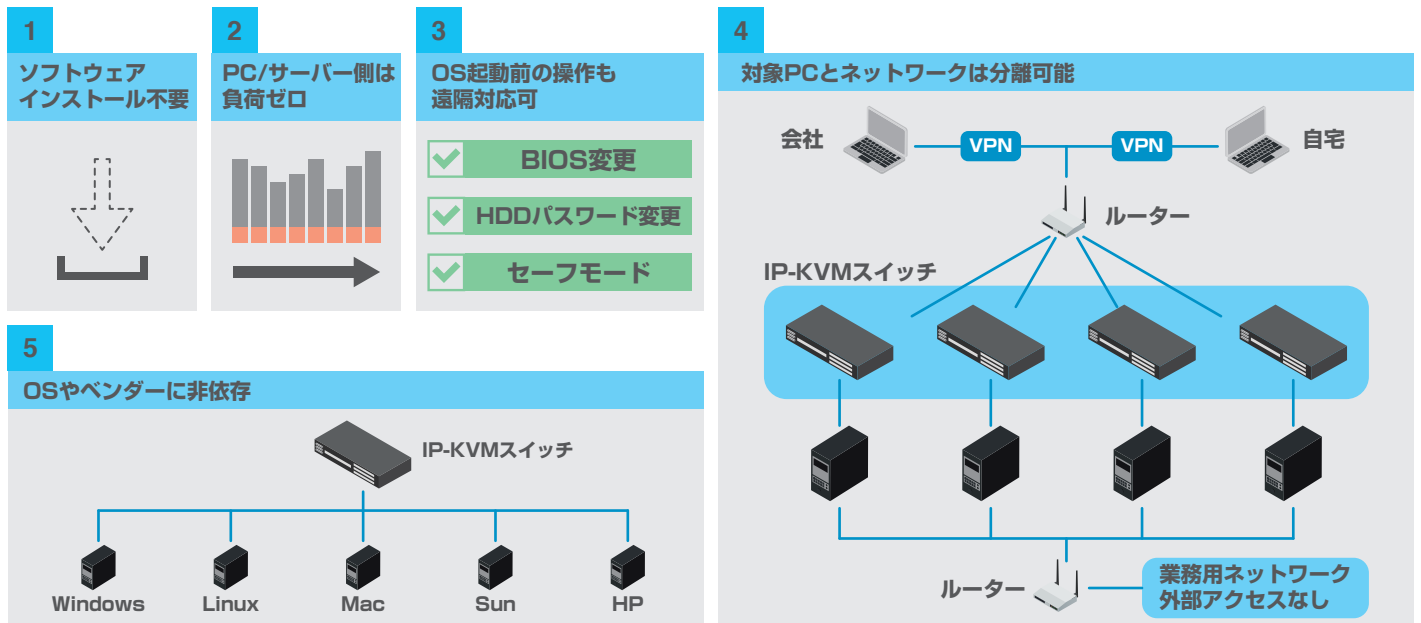 1
ソフトウェア
インストール不要
2
PC/サーバー側は
負荷ゼロ
3
OS起動前の操作も
遠隔対応可
BIOS変更
HDDパスワード変更
セーフモード
4
対象PCとネットワークは分離可能
会社
VPN
VPN
自宅
ルーター
IP-KVMスイッチ
ルーター
業務用ネットワーク
外部アクセスなし
5
OSやベンダーに非依存
IP-KVMスイッチ
Windows
Linux
Mac
Sun
HP